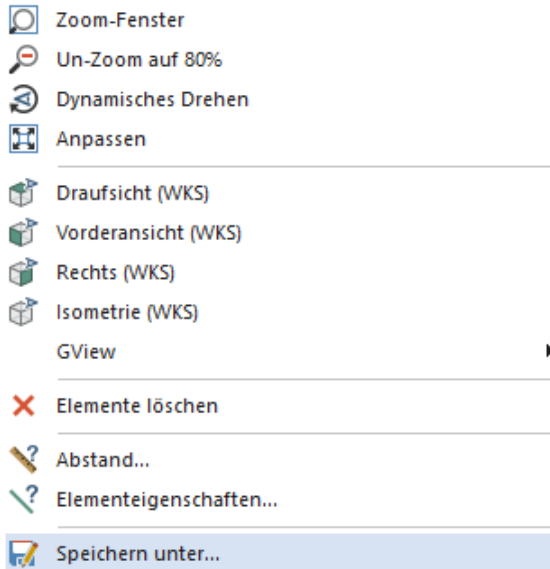 Zoom-Fenster
Un-Zoom auf 80%
Dynamisches Drehen
Anpassen
Draufsicht (WKS)
Vorderansicht (WKS)
Rechts (WKS)
Isometrie (WKS)
GView
Elemente löschen
Abstand...
Elementeigenschaften...
Speichern unter...